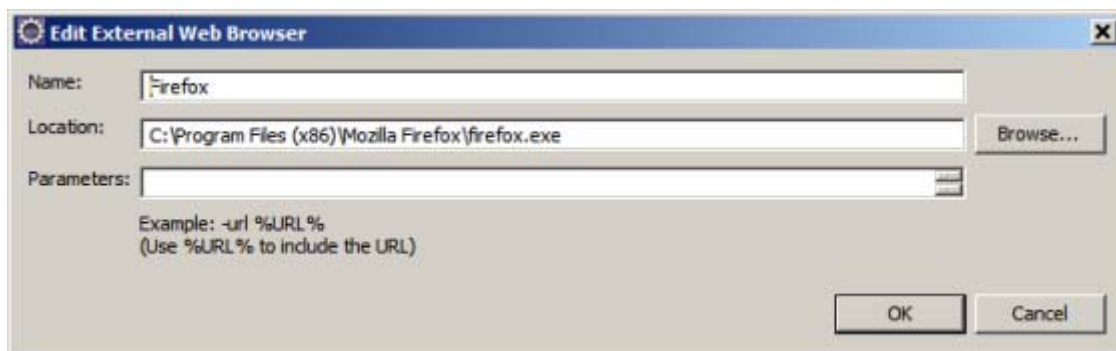 Edit External Web Browser
Name: Firefox
Location: C:\Program Files (x86)\Mozilla Firefox\firefox.exe Browse...
Parameters:
Example: -url %URL%
(Use %URL% to include the URL)
OK Cancel